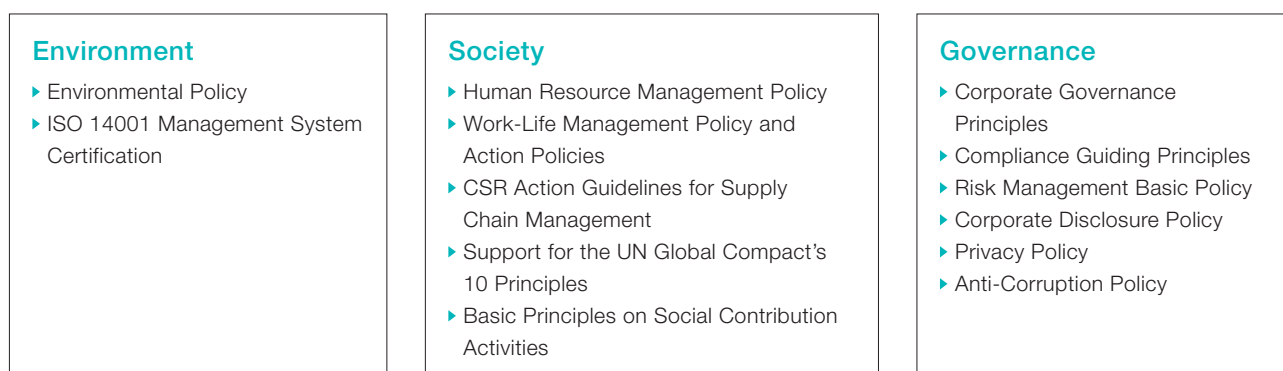 Environment
Environmental Policy
ISO 14001 Management System
Certification
Society
Human Resource Management Policy
Work-Life Management Policy and
Action Policies
CSR Action Guidelines for Supply
Chain Management
Support for the UN Global Compact’s
10 Principles
Basic Principles on Social Contribution
Activities
Governance
Corporate Governance
Principles
Compliance Guiding Principles
Risk Management Basic Policy
Corporate Disclosure Policy
Privacy Policy
Anti-Corruption Policy